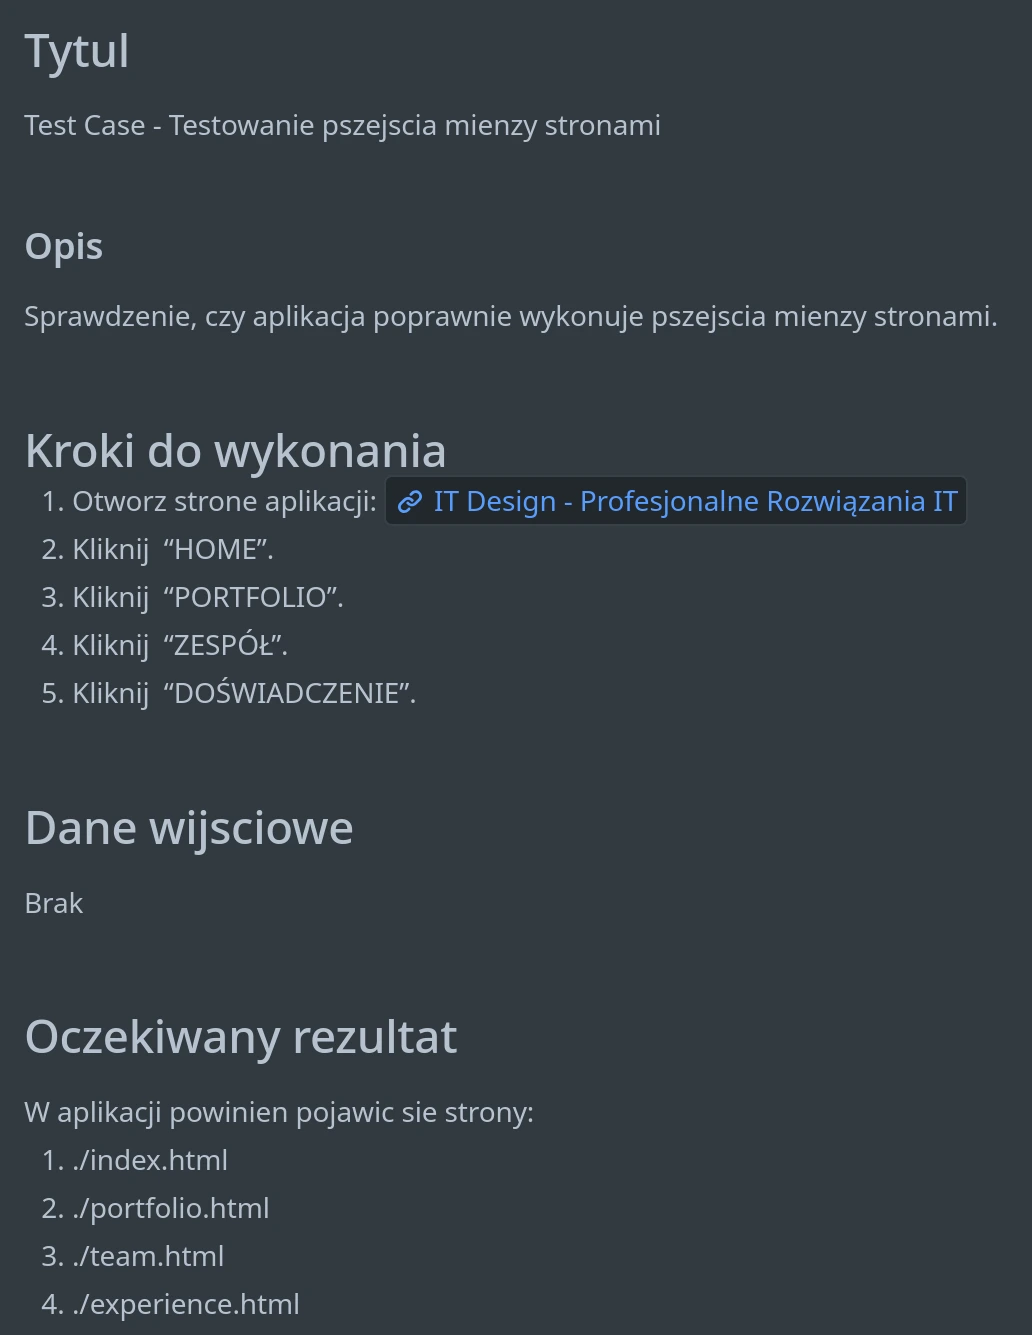 Tytul
Test Case - Testowanie pszejscia mienzy stronami
Opis
Sprawdzenie, czy aplikacja poprawnie wykonuje pszejscia mienzy stronami.
Kroki do wykonania
1. Otworz strone aplikacji: IT Design - Profesjonalne Rozwiązania IT
2. Kliknij “HOME”.
3. Kliknij “PORTFOLIO”.
4. Kliknij “ZESPÓŁ”.
5. Kliknij “DOŚWIADCZENIE”.
Dane wijsciowe
Brak
Oczekiwany rezultat
W aplikacji powinien pojawic sie strony:
1. ./index.html
2. ./portfolio.html
3. ./team.html
4. ./experience.html